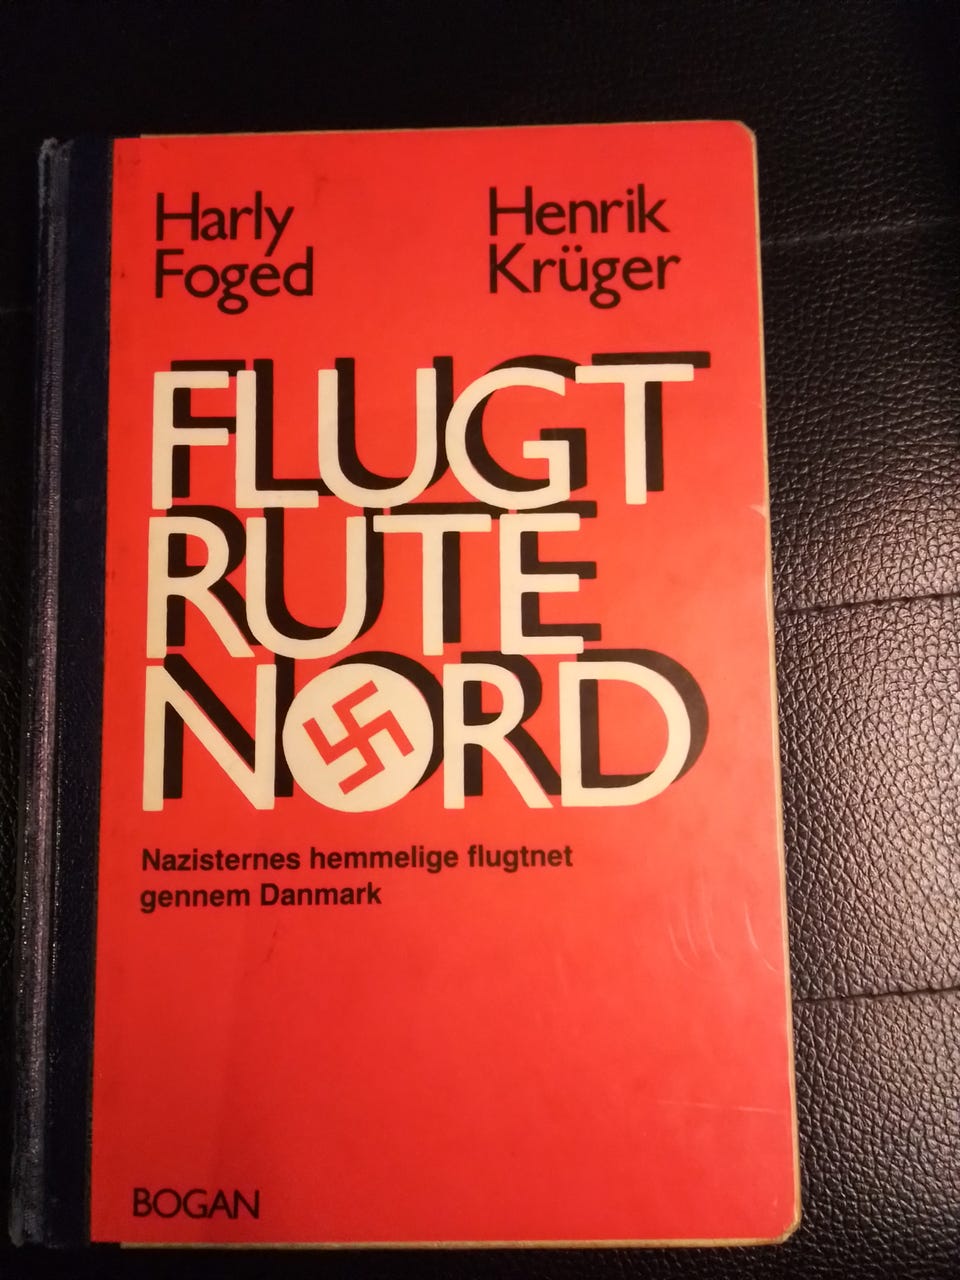 Harly
Foged
Henrik
Krüger
FLUGT
RUTE
NORD
Nazisternes hemmelige flugtnet
gennem Danmark
BOGAN